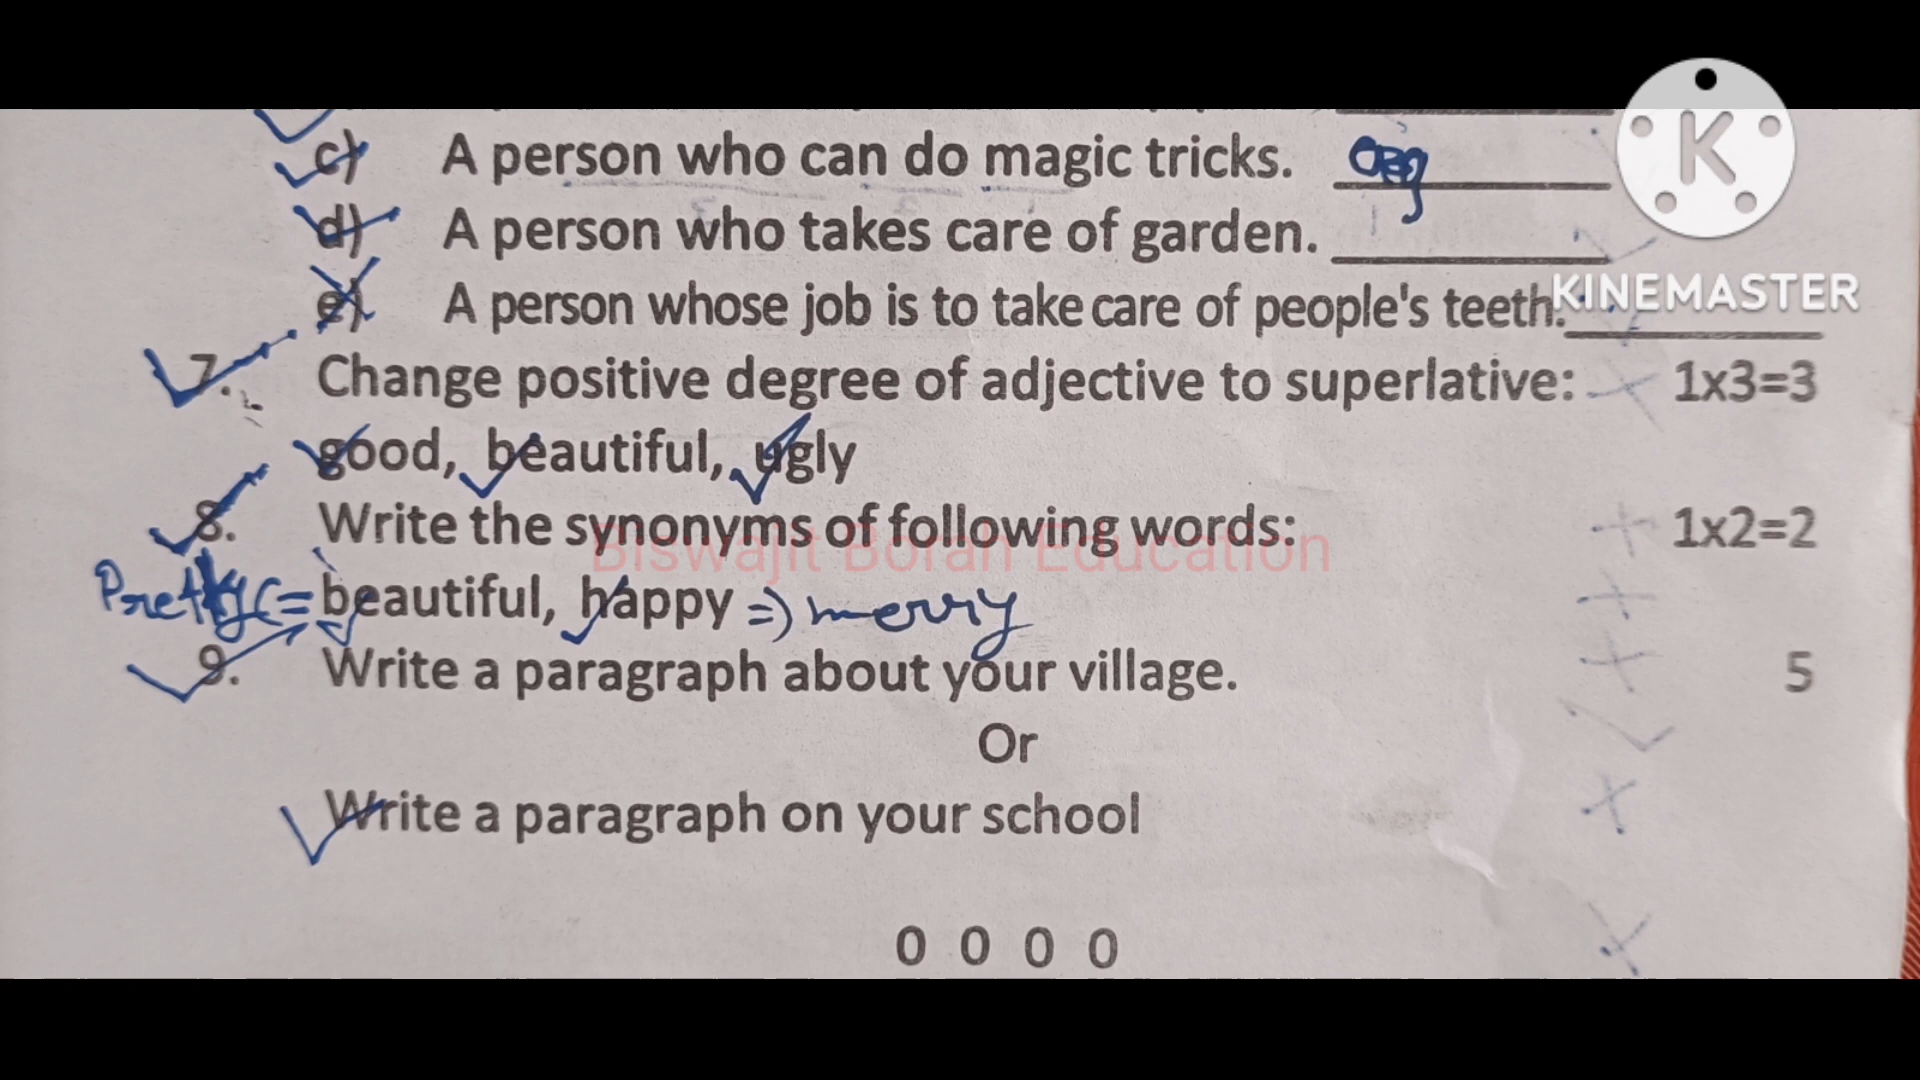 c) A person who can do magic tricks.
d) A person who takes care of garden.
e) A person whose job is to take care of people's teeth.
KINEMASTER
7. Change positive degree of adjective to superlative: 1x3=3
good, beautiful, ugly
8. Write the synonyms of following words: 1x2=2
Biswajit Borah Education
Pretty (= beautiful, happy =) merry
9. Write a paragraph about your village. 5
Or
Write a paragraph on your school
0 0 0 0